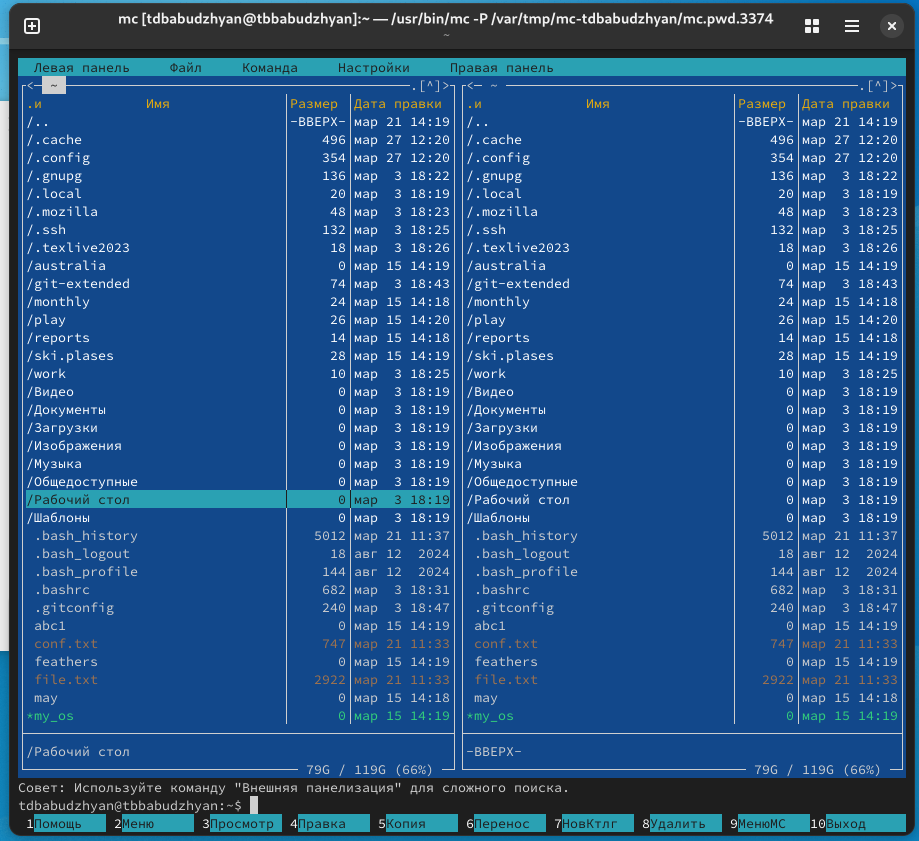 mc [tdbabudzhyan@tbbabudzhyan]:~ — /usr/bin/mc -P /var/tmp/mc-tdbabudzhyan/mc.pwd.3374
~
Левая панель Файл Команда Настройки Правая панель
<─ ~ .[^]> <─ ~ .[^]>
.и Имя Размер Дата правки .и Имя Размер Дата правки
/.. -ВВЕРХ- мар 21 14:19 /.. -ВВЕРХ- мар 21 14:19
/.cache 496 мар 27 12:20 /.cache 496 мар 27 12:20
/.config 354 мар 27 12:20 /.config 354 мар 27 12:20
/.gnupg 136 мар 3 18:22 /.gnupg 136 мар 3 18:22
/.local 20 мар 3 18:19 /.local 20 мар 3 18:19
/.mozilla 48 мар 3 18:23 /.mozilla 48 мар 3 18:23
/.ssh 132 мар 3 18:25 /.ssh 132 мар 3 18:25
/.texlive2023 18 мар 3 18:26 /.texlive2023 18 мар 3 18:26
/australia 0 мар 15 14:19 /australia 0 мар 15 14:19
/git-extended 74 мар 3 18:43 /git-extended 74 мар 3 18:43
/monthly 24 мар 15 14:18 /monthly 24 мар 15 14:18
/play 26 мар 15 14:20 /play 26 мар 15 14:20
/reports 14 мар 15 14:18 /reports 14 мар 15 14:18
/ski.plases 28 мар 15 14:19 /ski.plases 28 мар 15 14:19
/work 10 мар 3 18:25 /work 10 мар 3 18:25
/Видео 0 мар 3 18:19 /Видео 0 мар 3 18:19
/Документы 0 мар 3 18:19 /Документы 0 мар 3 18:19
/Загрузки 0 мар 3 18:19 /Загрузки 0 мар 3 18:19
/Изображения 0 мар 3 18:19 /Изображения 0 мар 3 18:19
/Музыка 0 мар 3 18:19 /Музыка 0 мар 3 18:19
/Общедоступные 0 мар 3 18:19 /Общедоступные 0 мар 3 18:19
/Рабочий стол 0 мар 3 18:19 /Рабочий стол 0 мар 3 18:19
/Шаблоны 0 мар 3 18:19 /Шаблоны 0 мар 3 18:19
.bash_history 5012 мар 21 11:37 .bash_history 5012 мар 21 11:37
.bash_logout 18 авг 12 2024 .bash_logout 18 авг 12 2024
.bash_profile 144 авг 12 2024 .bash_profile 144 авг 12 2024
.bashrc 682 мар 3 18:31 .bashrc 682 мар 3 18:31
.gitconfig 240 мар 3 18:47 .gitconfig 240 мар 3 18:47
abc1 0 мар 15 14:19 abc1 0 мар 15 14:19
conf.txt 747 мар 21 11:33 conf.txt 747 мар 21 11:33
feathers 0 мар 15 14:19 feathers 0 мар 15 14:19
file.txt 2922 мар 21 11:33 file.txt 2922 мар 21 11:33
may 0 мар 15 14:18 may 0 мар 15 14:18
*my_os 0 мар 15 14:19 *my_os 0 мар 15 14:19
/Рабочий стол -ВВЕРХ-
79G / 119G (66%) 79G / 119G (66%)
Совет: Используйте команду "Внешняя панелизация" для сложного поиска.
tdbabudzhyan@tbbabudzhyan:~$
1Помощь 2Меню 3Просмотр 4Правка 5Копия 6Перенос 7НовКтлг 8Удалить 9МенюМС 10Выход